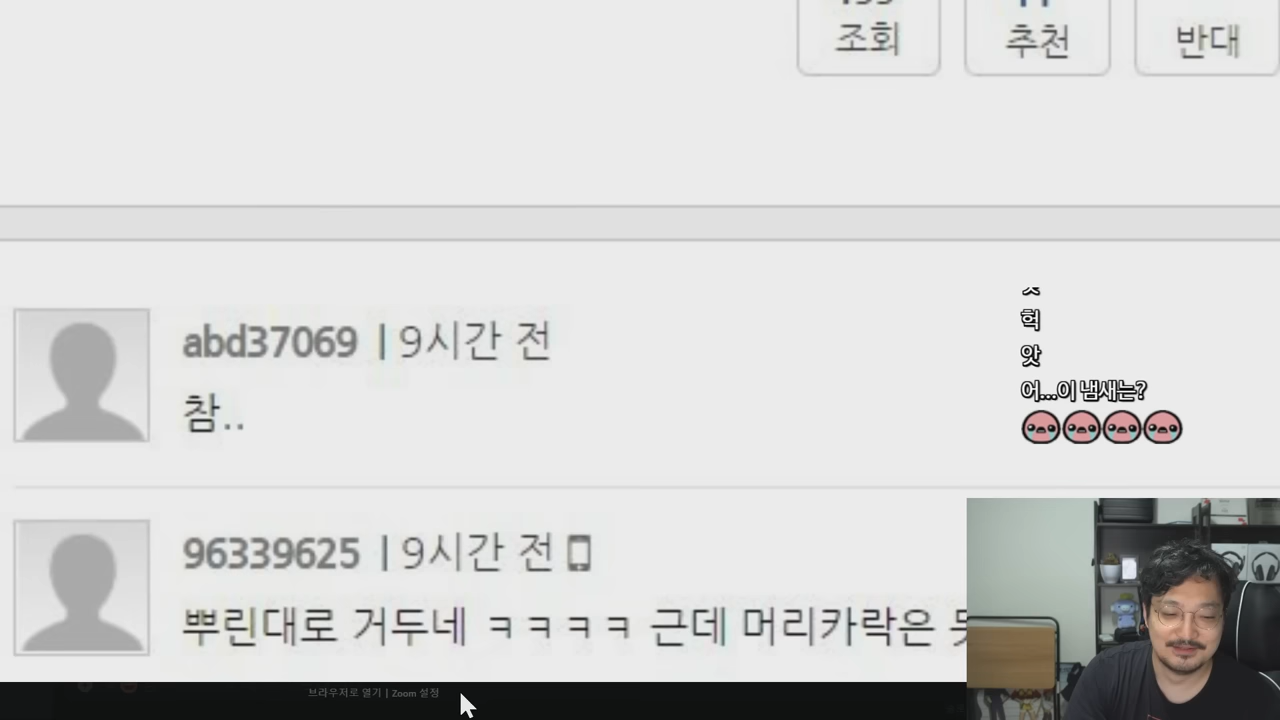 조회
추천
반대
abd37069 | 9시간 전
참..
헉
앗
어...이 냄새는?
96339625 | 9시간 전
뿌린대로 거두네 ㅋㅋㅋㅋ 근데 머리카락은
브라우저로 열기 | Zoom 설정